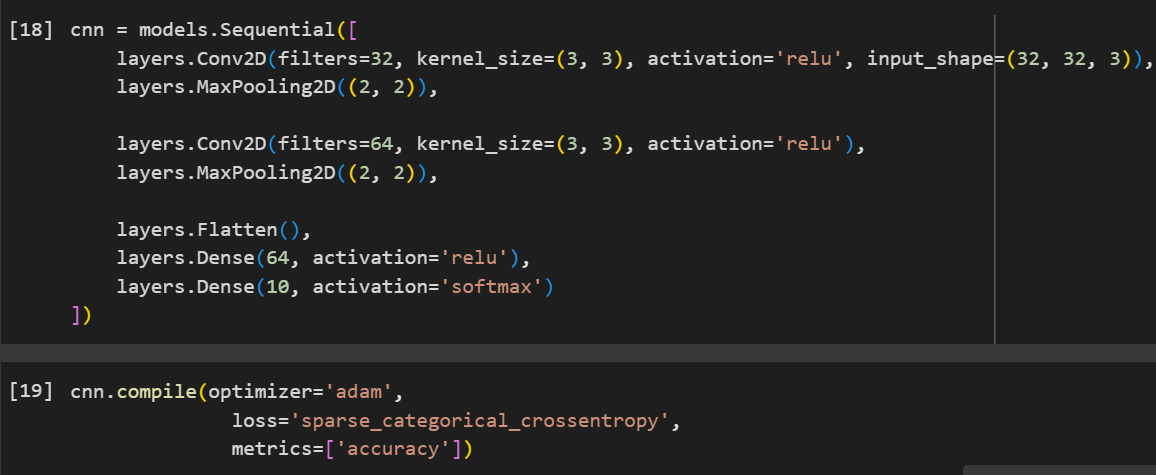 [18] cnn = models.Sequential([
layers.Conv2D(filters=32, kernel_size=(3, 3), activation='relu', input_shape=(32, 32, 3)),
layers.MaxPooling2D((2, 2)),
layers.Conv2D(filters=64, kernel_size=(3, 3), activation='relu'),
layers.MaxPooling2D((2, 2)),
layers.Flatten(),
layers.Dense(64, activation='relu'),
layers.Dense(10, activation='softmax')
])
[19] cnn.compile(optimizer='adam',
loss='sparse_categorical_crossentropy',
metrics=['accuracy'])